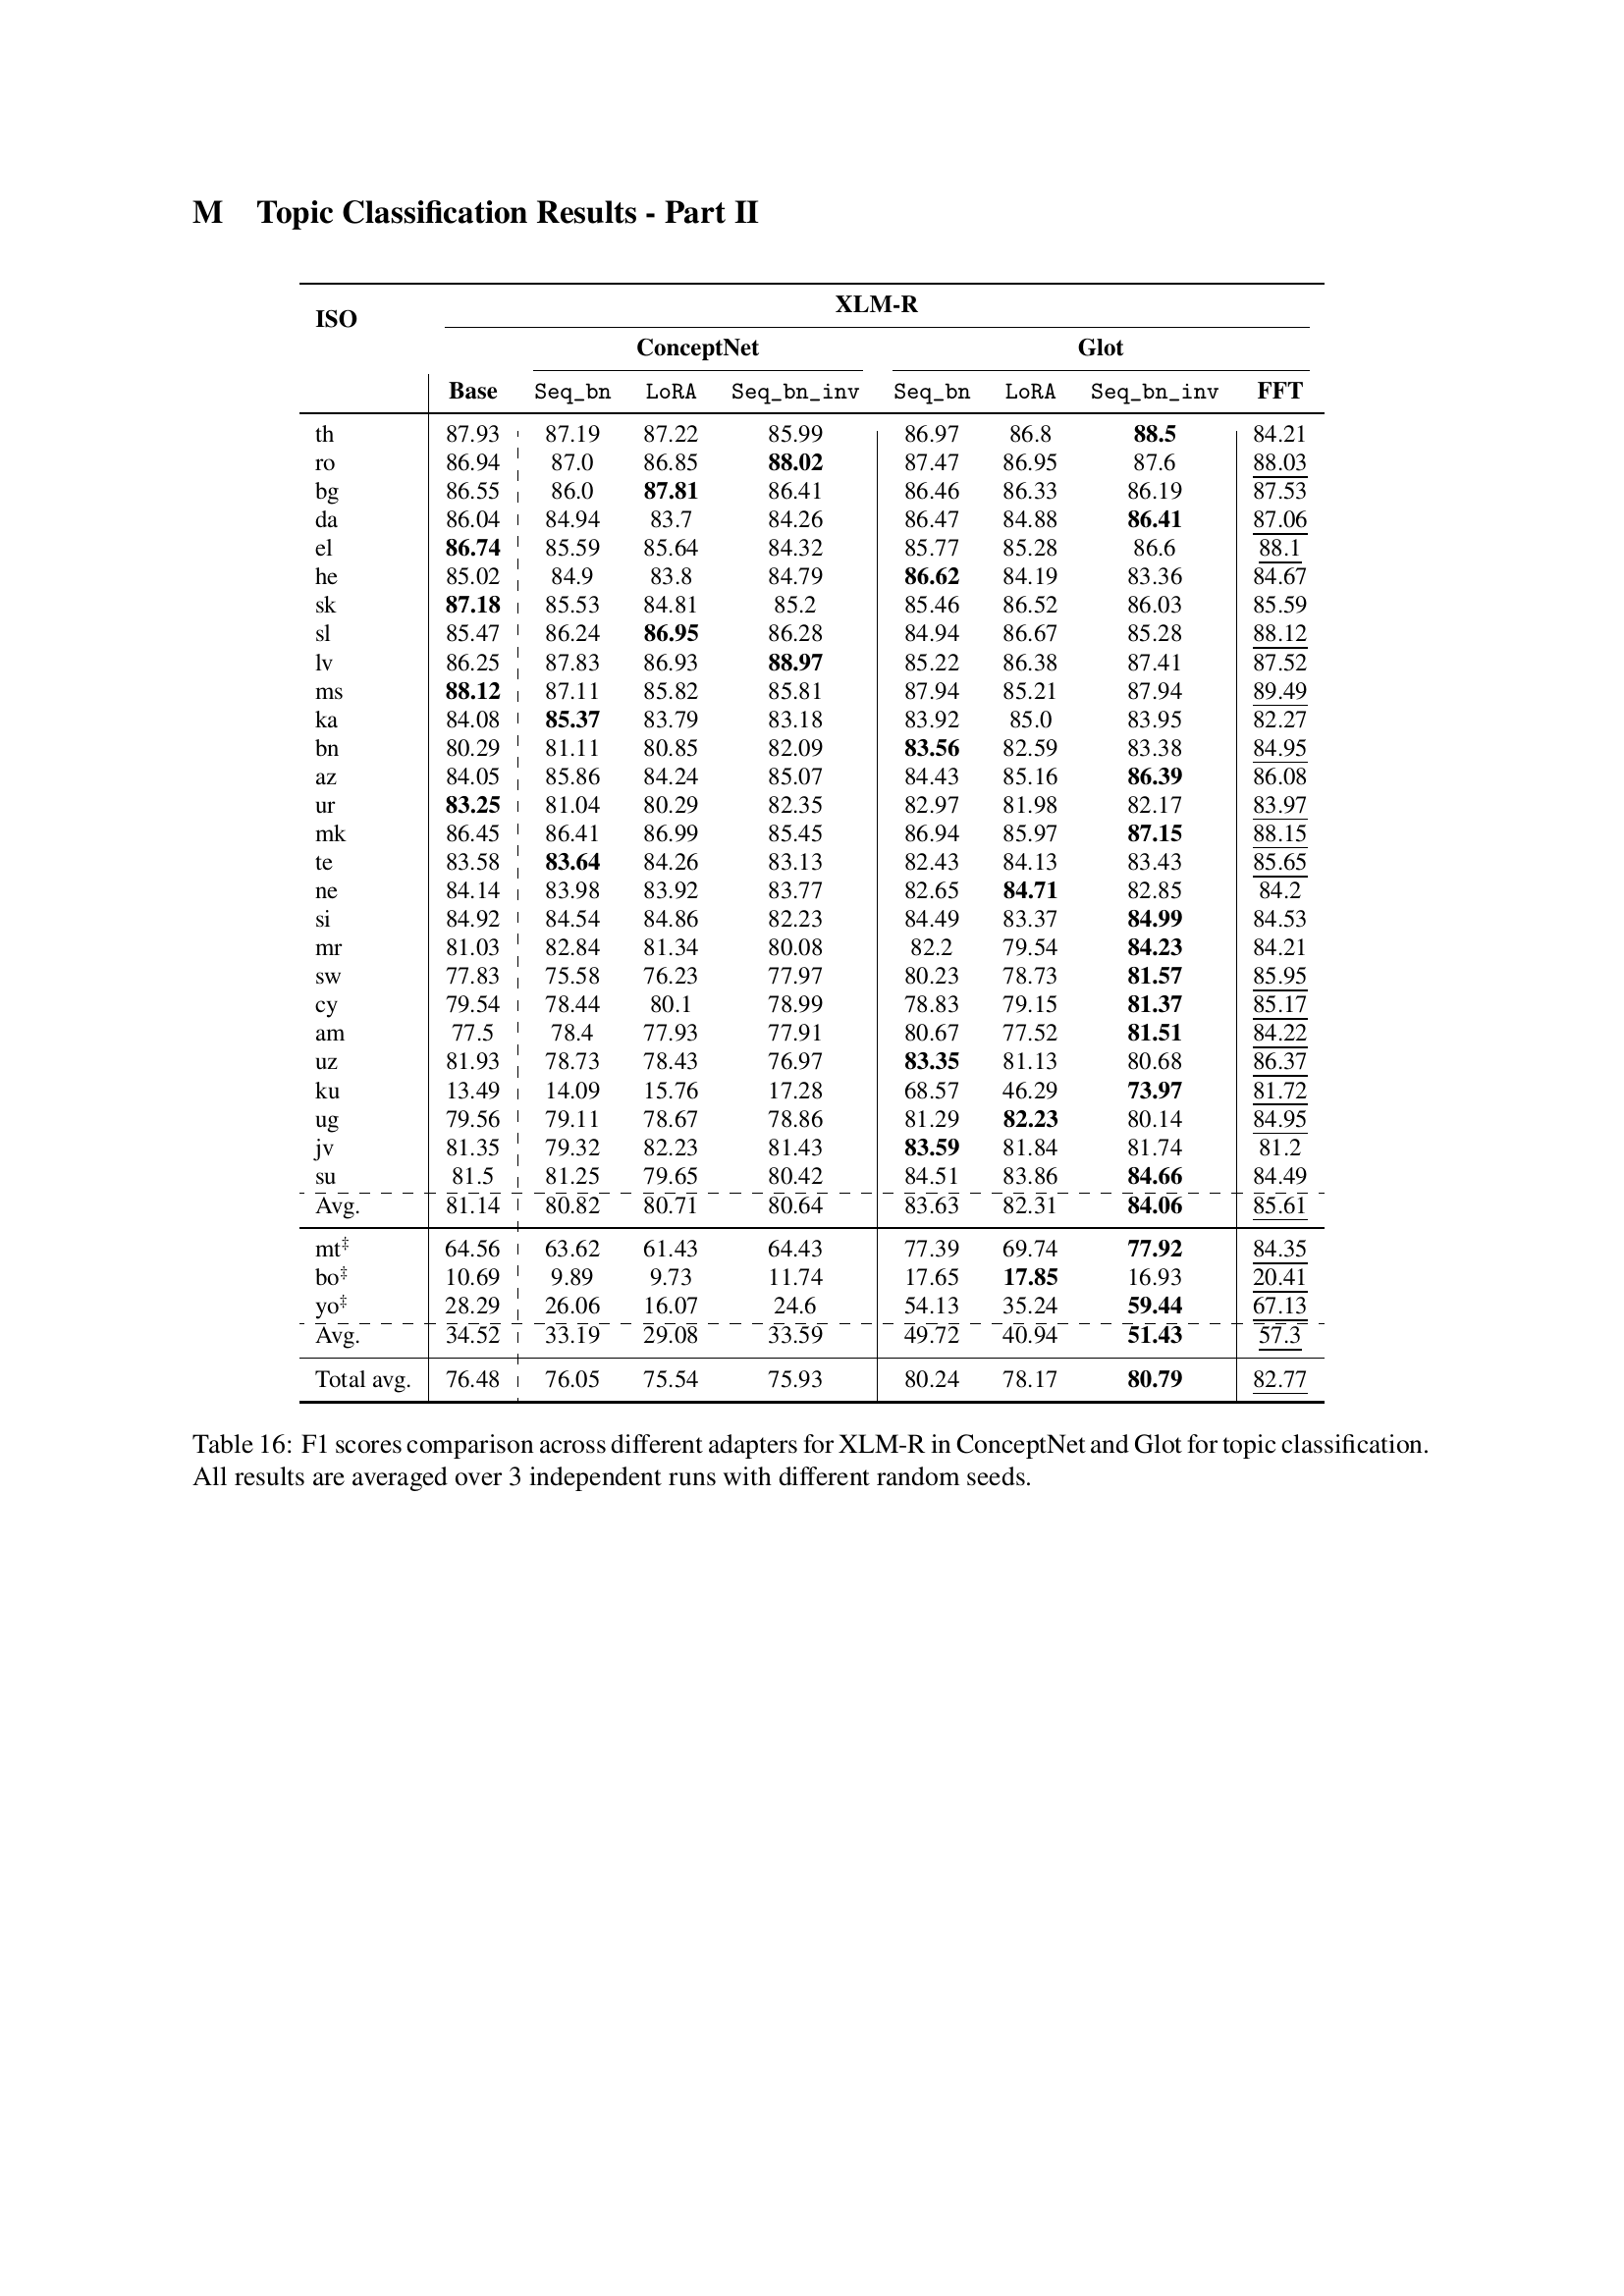 M Topic Classification Results - Part II
ISO XLM-R
ConceptNet Glot
Base Seq_bn LoRA Seq_bn_inv Seq_bn LoRA Seq_bn_inv FFT
th 87.93 87.19 87.22 85.99 86.97 86.8 88.5 84.21
ro 86.94 87.0 86.85 88.02 87.47 86.95 87.6 88.03
bg 86.55 86.0 87.81 86.41 86.46 86.33 86.19 87.53
da 86.04 84.94 83.7 84.26 86.47 84.88 86.41 87.06
el 86.74 85.59 85.64 84.32 85.77 85.28 86.6 88.1
he 85.02 84.9 83.8 84.79 86.62 84.19 83.36 84.67
sk 87.18 85.53 84.81 85.2 85.46 86.52 86.03 85.59
sl 85.47 86.24 86.95 86.28 84.94 86.67 85.28 88.12
lv 86.25 87.83 86.93 88.97 85.22 86.38 87.41 87.52
ms 88.12 87.11 85.82 85.81 87.94 85.21 87.94 89.49
ka 84.08 85.37 83.79 83.18 83.92 85.0 83.95 82.27
bn 80.29 81.11 80.85 82.09 83.56 82.59 83.38 84.95
az 84.05 85.86 84.24 85.07 84.43 85.16 86.39 86.08
ur 83.25 81.04 80.29 82.35 82.97 81.98 82.17 83.97
mk 86.45 86.41 86.99 85.45 86.94 85.97 87.15 88.15
te 83.58 83.64 84.26 83.13 82.43 84.13 83.43 85.65
ne 84.14 83.98 83.92 83.77 82.65 84.71 82.85 84.2
si 84.92 84.54 84.86 82.23 84.49 83.37 84.99 84.53
mr 81.03 82.84 81.34 80.08 82.2 79.54 84.23 84.21
sw 77.83 75.58 76.23 77.97 80.23 78.73 81.57 85.95
cy 79.54 78.44 80.1 78.99 78.83 79.15 81.37 85.17
am 77.5 78.4 77.93 77.91 80.67 77.52 81.51 84.22
uz 81.93 78.73 78.43 76.97 83.35 81.13 80.68 86.37
ku 13.49 14.09 15.76 17.28 68.57 46.29 73.97 81.72
ug 79.56 79.11 78.67 78.86 81.29 82.23 80.14 84.95
jv 81.35 79.32 82.23 81.43 83.59 81.84 81.74 81.2
su 81.5 81.25 79.65 80.42 84.51 83.86 84.66 84.49
Avg. 81.14 80.82 80.71 80.64 83.63 82.31 84.06 85.61
mt‡ 64.56 63.62 61.43 64.43 77.39 69.74 77.92 84.35
bo‡ 10.69 9.89 9.73 11.74 17.65 17.85 16.93 20.41
yo‡ 28.29 26.06 16.07 24.6 54.13 35.24 59.44 67.13
Avg. 34.52 33.19 29.08 33.59 49.72 40.94 51.43 57.3
Total avg. 76.48 76.05 75.54 75.93 80.24 78.17 80.79 82.77
Table 16: F1 scores comparison across different adapters for XLM-R in ConceptNet and Glot for topic classification.
All results are averaged over 3 independent runs with different random seeds.